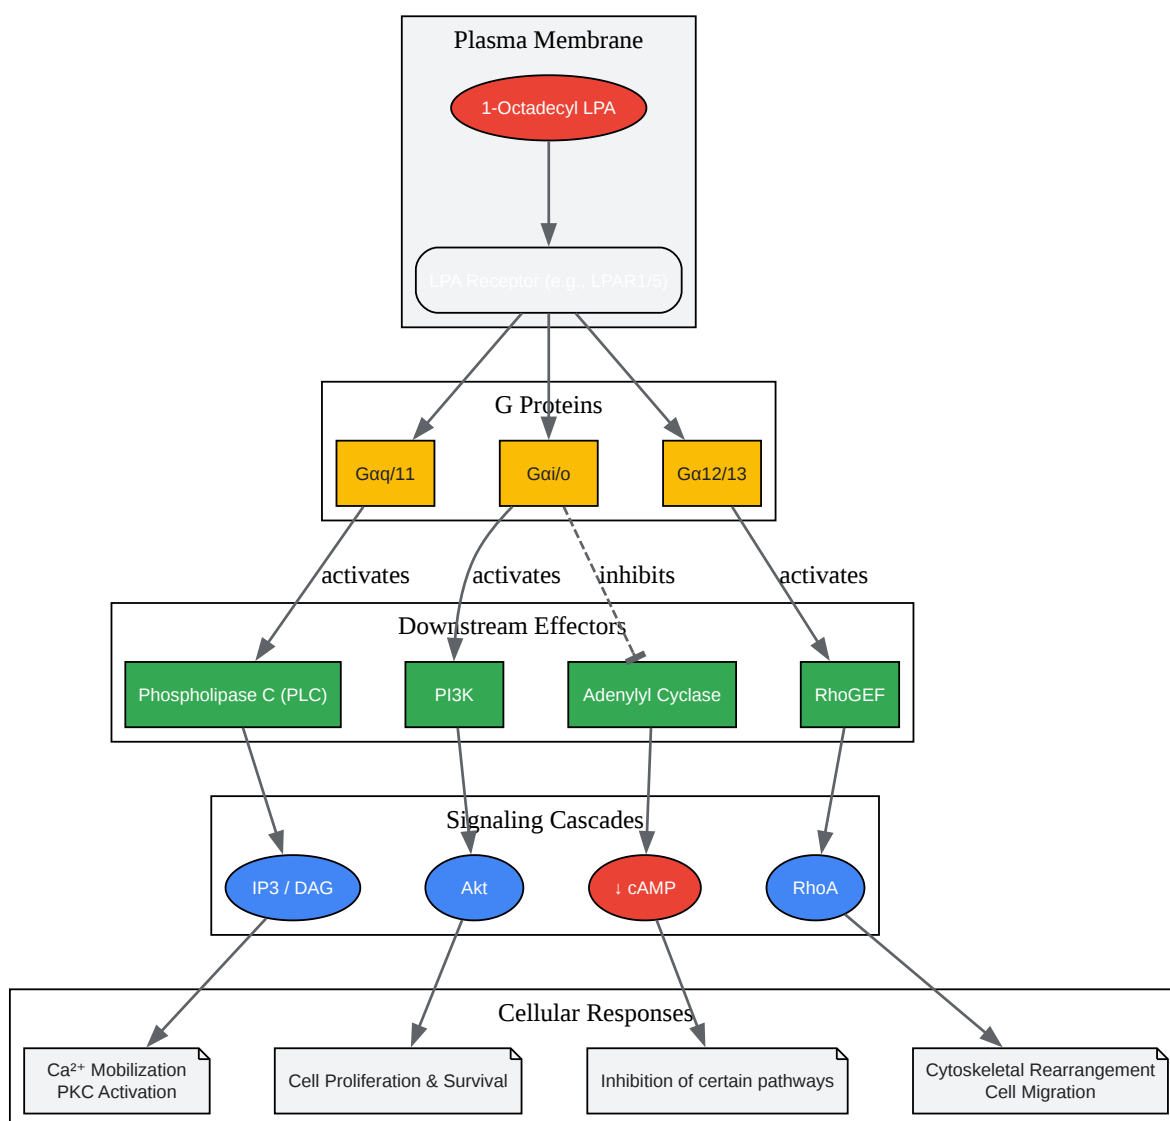 Plasma Membrane
1-Octadecyl LPA
LPA Receptor (e.g., LPAR1/5)
G Proteins
Gαq/11
Gαi/o
Gα12/13
activates
activates
inhibits
activates
Downstream Effectors
Phospholipase C (PLC)
PI3K
Adenylyl Cyclase
RhoGEF
Signaling Cascades
IP3 / DAG
Akt
↓ cAMP
RhoA
Cellular Responses
Ca²⁺ Mobilization
PKC Activation
Cell Proliferation & Survival
Inhibition of certain pathways
Cytoskeletal Rearrangement
Cell Migration